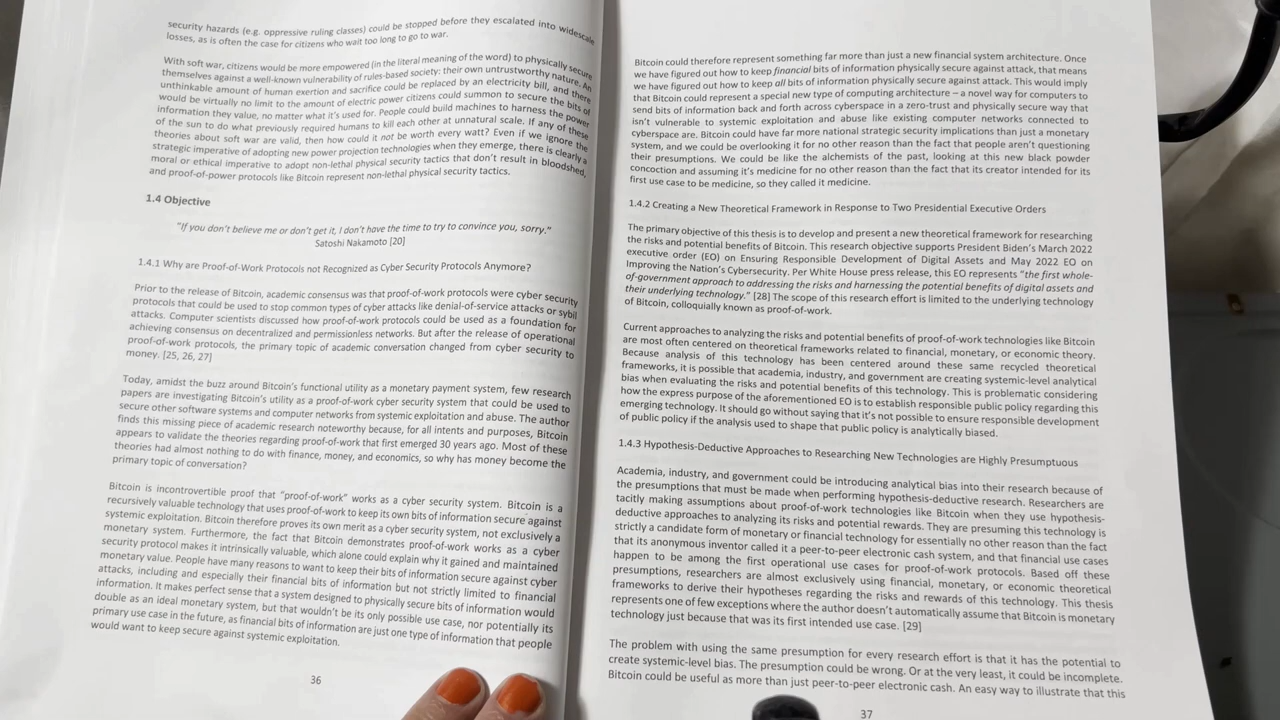 security hazards (e.g. oppressive ruling classes) could be stopped before they escalated into widescale
losses, as is often the case for citizens who wait too long to go to war.
With soft war, citizens would be more empowered (in the literal meaning of the word) to physically secure
themselves against a well-known vulnerability of rules-based society: their own untrustworthy nature. An
unthinkable amount of human exertion and sacrifice could be replaced by an electricity bill, and there
would be virtually no limit to the amount of electric power citizens could summon to secure the bits of
information they value, no matter what it's used for. People could build machines to harness the power
of the sun to do what previously required humans to kill each other at unnatural scale. If any of these
theories about soft war are valid, then how could it not be worth every watt? Even if we ignore the
strategic imperative of adopting new power projection technologies when they emerge, there is clearly a
moral or ethical imperative to adopt non-lethal physical security tactics that don't result in bloodshed,
and proof-of-power protocols like Bitcoin represent non-lethal physical security tactics.
1.4 Objective
"If you don't believe me or don't get it, I don't have the time to try to convince you, sorry."
Satoshi Nakamoto [20]
1.4.1 Why are Proof-of-Work Protocols not Recognized as Cyber Security Protocols Anymore?
Prior to the release of Bitcoin, academic consensus was that proof-of-work protocols were cyber security
protocols that could be used to stop common types of cyber attacks like denial-of-service attacks or sybil
attacks. Computer scientists discussed how proof-of-work protocols could be used as a foundation for
achieving consensus on decentralized and permissionless networks. But after the release of operational
proof-of-work protocols, the primary topic of academic conversation changed from cyber security to
money. [25, 26, 27]
Today, amidst the buzz around Bitcoin's functional utility as a monetary payment system, few research
papers are investigating Bitcoin's utility as a proof-of-work cyber security system that could be used to
secure other software systems and computer networks from systemic exploitation and abuse. The author
finds this missing piece of academic research noteworthy because, for all intents and purposes, Bitcoin
appears to validate the theories regarding proof-of-work that first emerged 30 years ago. Most of these
theories had almost nothing to do with finance, money, and economics, so why has money become the
primary topic of conversation?
Bitcoin is incontrovertible proof that "proof-of-work" works as a cyber security system. Bitcoin is a
recursively valuable technology that uses proof-of-work to keep its own bits of information secure against
systemic exploitation. Bitcoin therefore proves its own merit as a cyber security system, not exclusively a
monetary system. Furthermore, the fact that Bitcoin demonstrates proof-of-work works as a cyber
security protocol makes it intrinsically valuable, which alone could explain why it gained and maintained
monetary value. People have many reasons to want to keep their bits of information secure against cyber
attacks, including and especially their financial bits of information but not strictly limited to financial
information. It makes perfect sense that a system designed to physically secure bits of information would
double as an ideal monetary system, but that wouldn't be its only possible use case, nor potentially its
primary use case in the future, as financial bits of information are just one type of information that people
would want to keep secure against systemic exploitation.
36
Bitcoin could therefore represent something far more than just a new financial system architecture. Once
we have figured out how to keep financial bits of information physically secure against attack, that means
we have figured out how to keep all bits of information physically secure against attack. This would imply
that Bitcoin could represent a special new type of computing architecture – a novel way for computers to
send bits of information back and forth across cyberspace in a zero-trust and physically secure way that
isn't vulnerable to systemic exploitation and abuse like existing computer networks connected to
cyberspace are. Bitcoin could have far more national strategic security implications than just a monetary
system, and we could be overlooking it for no other reason than the fact that people aren't questioning
their presumptions. We could be like the alchemists of the past, looking at this new black powder
concoction and assuming it's medicine for no other reason than the fact that its creator intended for its
first use case to be medicine, so they called it medicine.
1.4.2 Creating a New Theoretical Framework in Response to Two Presidential Executive Orders
The primary objective of this thesis is to develop and present a new theoretical framework for researching
the risks and potential benefits of Bitcoin. This research objective supports President Biden's March 2022
executive order (EO) on Ensuring Responsible Development of Digital Assets and May 2022 EO on
Improving the Nation's Cybersecurity. Per White House press release, this EO represents "the first whole-
of-government approach to addressing the risks and harnessing the potential benefits of digital assets and
their underlying technology." [28] The scope of this research effort is limited to the underlying technology
of Bitcoin, colloquially known as proof-of-work.
Current approaches to analyzing the risks and potential benefits of proof-of-work technologies like Bitcoin
are most often centered on theoretical frameworks related to financial, monetary, or economic theory.
Because analysis of this technology has been centered around these same recycled theoretical
frameworks, it is possible that academia, industry, and government are creating systemic-level analytical
bias when evaluating the risks and potential benefits of this technology. This is problematic considering
how the express purpose of the aforementioned EO is to establish responsible public policy regarding this
emerging technology. It should go without saying that it's not possible to ensure responsible development
of public policy if the analysis used to shape that public policy is analytically biased.
1.4.3 Hypothesis-Deductive Approaches to Researching New Technologies are Highly Presumptuous
Academia, industry, and government could be introducing analytical bias into their research because of
the presumptions that must be made when performing hypothesis-deductive research. Researchers are
tacitly making assumptions about proof-of-work technologies like Bitcoin when they use hypothesis-
deductive approaches to analyzing its risks and potential rewards. They are presuming this technology is
strictly a candidate form of monetary or financial technology for essentially no other reason than the fact
that its anonymous inventor called it a peer-to-peer electronic cash system, and that financial use cases
happen to be among the first operational use cases for proof-of-work protocols. Based off these
presumptions, researchers are almost exclusively using financial, monetary, or economic theoretical
frameworks to derive their hypotheses regarding the risks and rewards of this technology. This thesis
represents one of few exceptions where the author doesn't automatically assume that Bitcoin is monetary
technology just because that was its first intended use case. [29]
The problem with using the same presumption for every research effort is that it has the potential to
create systemic-level bias. The presumption could be wrong. Or at the very least, it could be incomplete.
Bitcoin could be useful as more than just peer-to-peer electronic cash. An easy way to illustrate that this
37